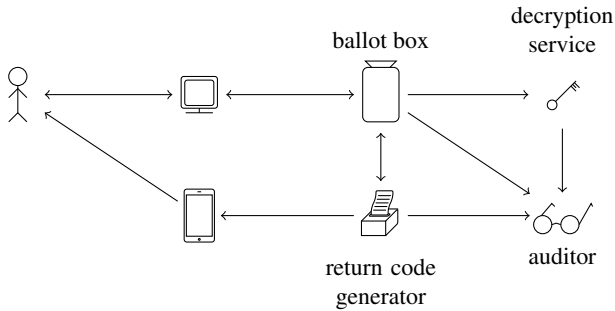 decryption
service
ballot box
return code
generator
auditor